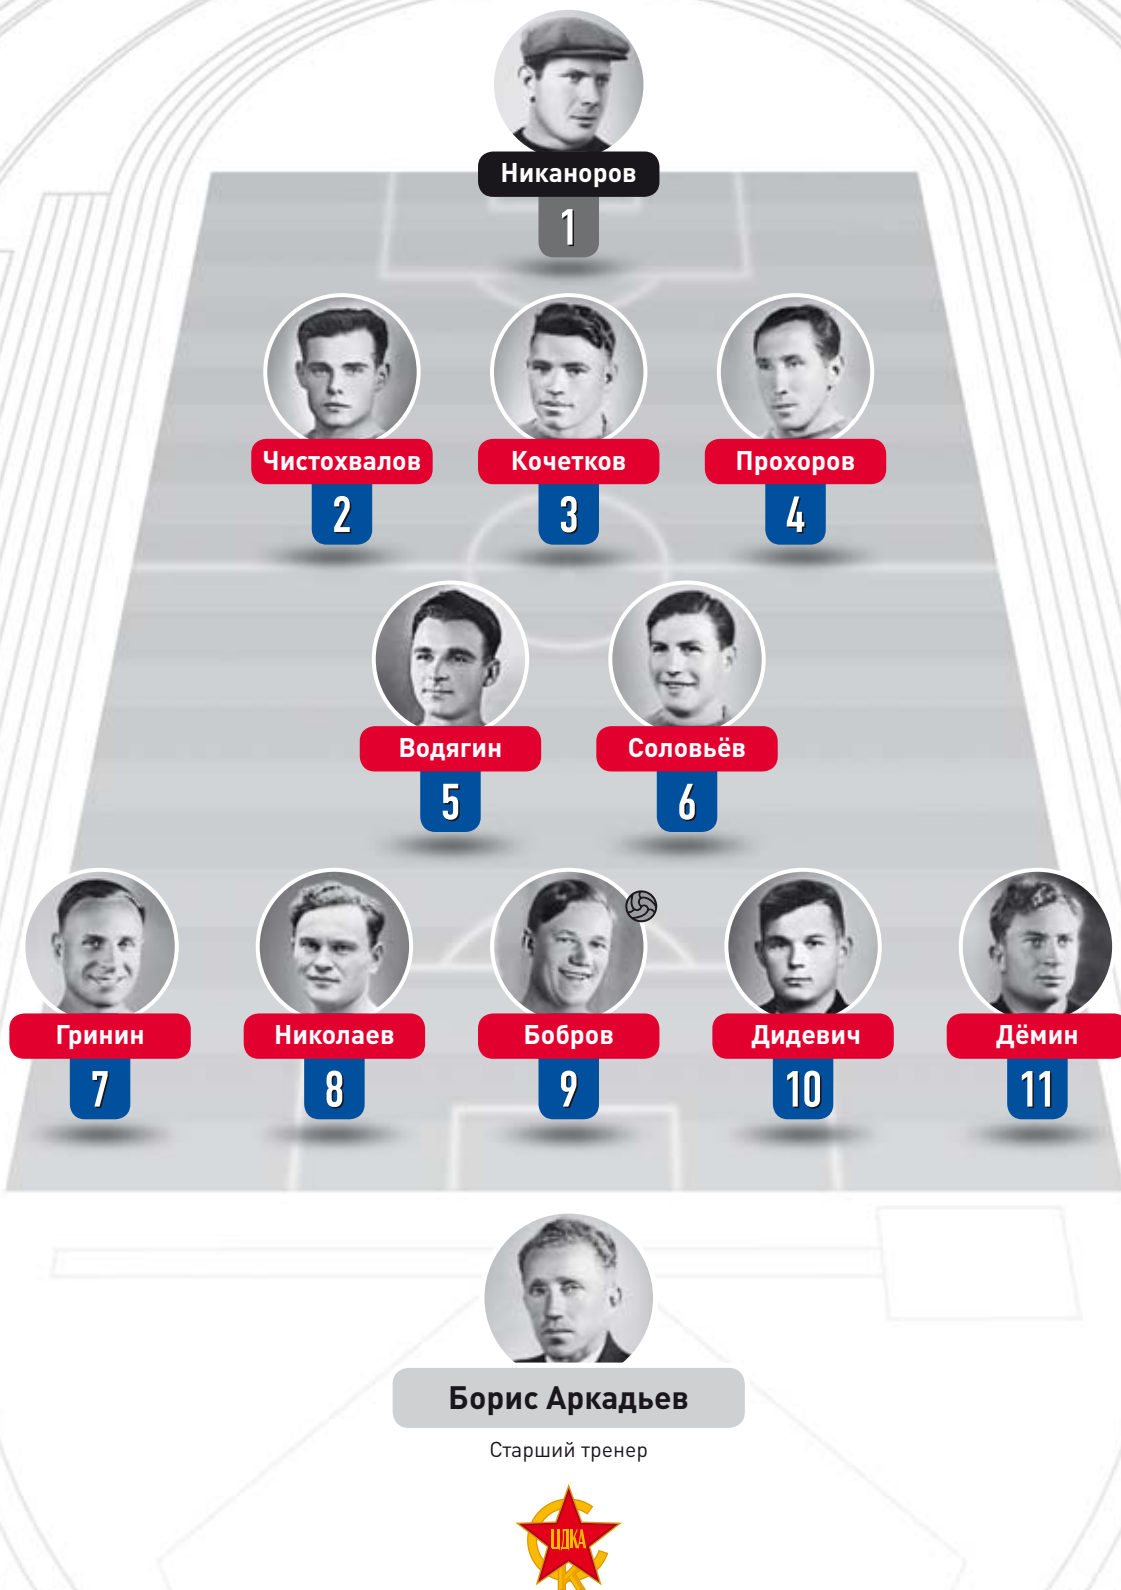 Никаноров
1
Чистохвалов
Кочетков
Прохоров
2
3
4
Водягин
Соловьёв
5
6
Гринин
Николаев
Бобров
Дидевич
Дёмин
7
8
9
10
11
Борис Аркадьев
Старший тренер
ЦДКА
К